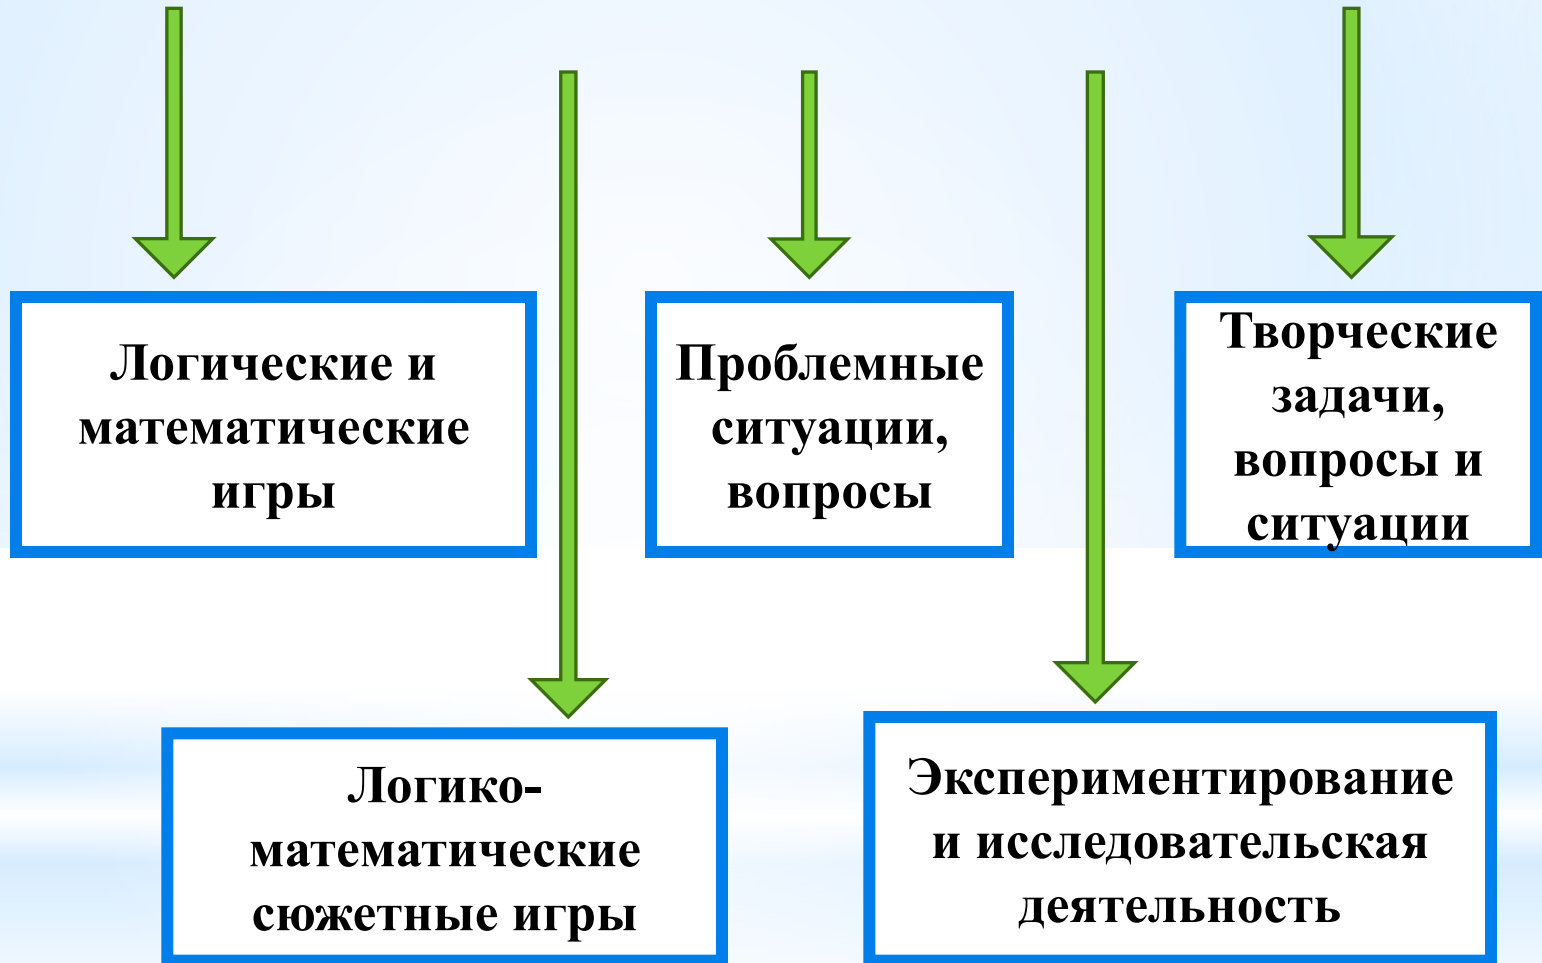 Логические и
математические
игры
Проблемные
ситуации,
вопросы
Творческие
задачи,
вопросы и
ситуации
Логико-
математические
сюжетные игры
Экспериментирование
и исследовательская
деятельность